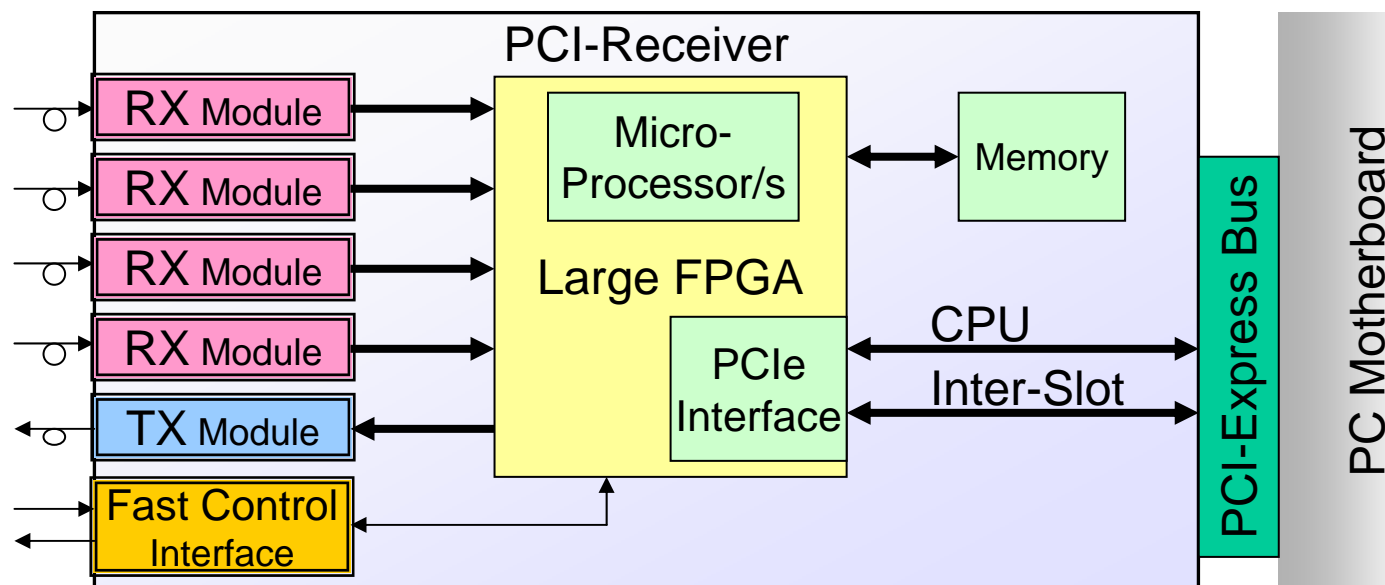 PCI-Receiver
RX Module
RX Module
RX Module
RX Module
TX Module
Fast Control
Interface
Micro-
Processor/s
Large FPGA
PCIe
Interface
Memory
CPU
Inter-Slot
PCI-Express Bus
PC Motherboard